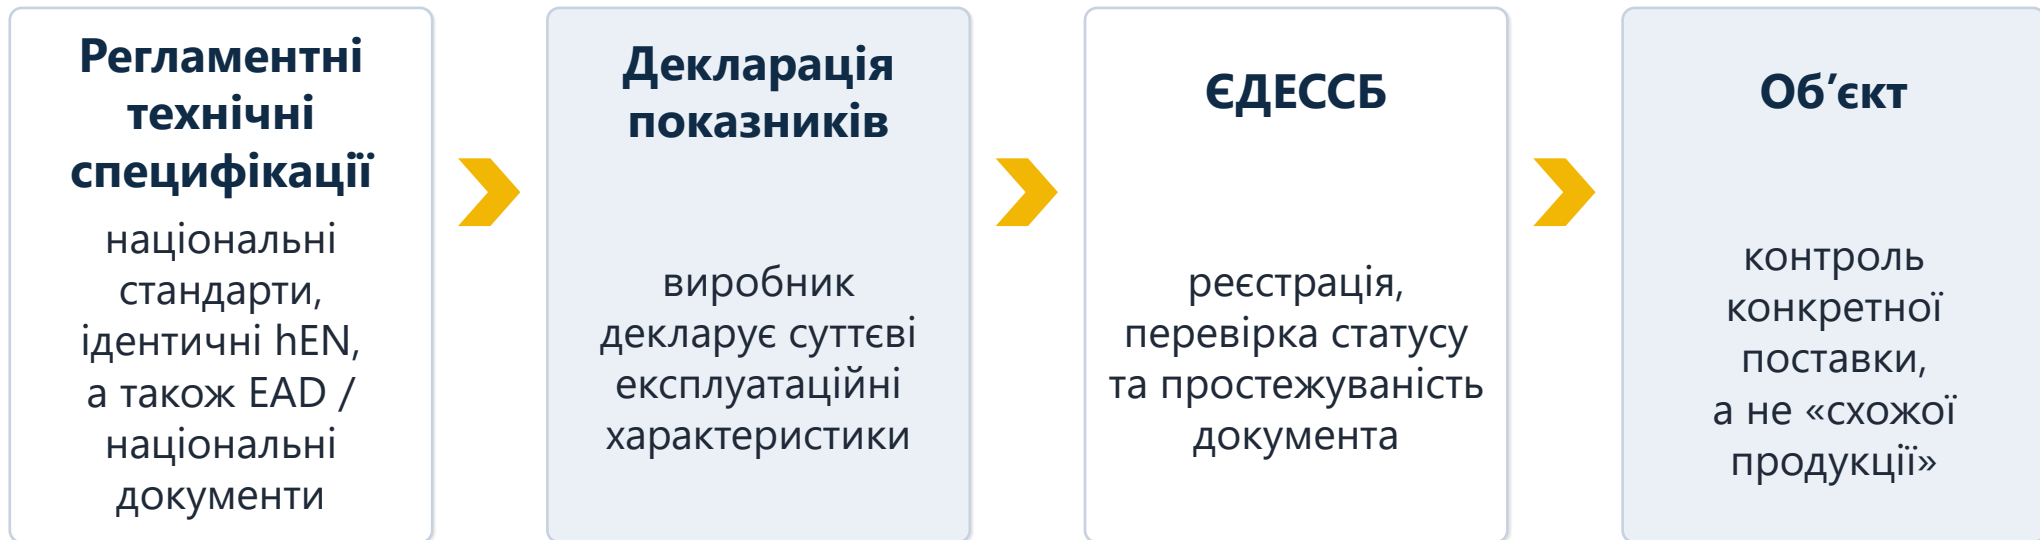 Регламентні
технічні
специфікації
національні
стандарти,
ідентичні hEN,
а також EAD /
національні
документи
Декларація
показників
виробник
декларує суттєві
експлуатаційні
характеристики
ЄДЕССБ
реєстрація,
перевірка статусу
та простежуваність
документа
Об’єкт
контроль
конкретної
поставки,
а не «схожої
продукції»